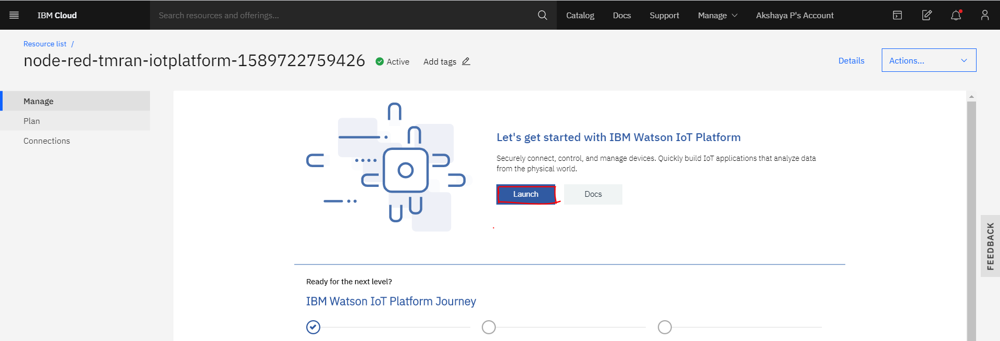 IBM Cloud
Search resources and offerings...
Catalog
Docs
Support
Manage
Akshaya P's Account
Resource list /
node-red-tmran-iotplatform-1589722759426
Active
Add tags
Details
Actions...
Manage
Plan
Connections
Let's get started with IBM Watson IoT Platform
Securely connect, control, and manage devices. Quickly build IoT applications that analyze data
from the physical world.
Launch
Docs
FEEDBACK
Ready for the next level?
IBM Watson IoT Platform Journey